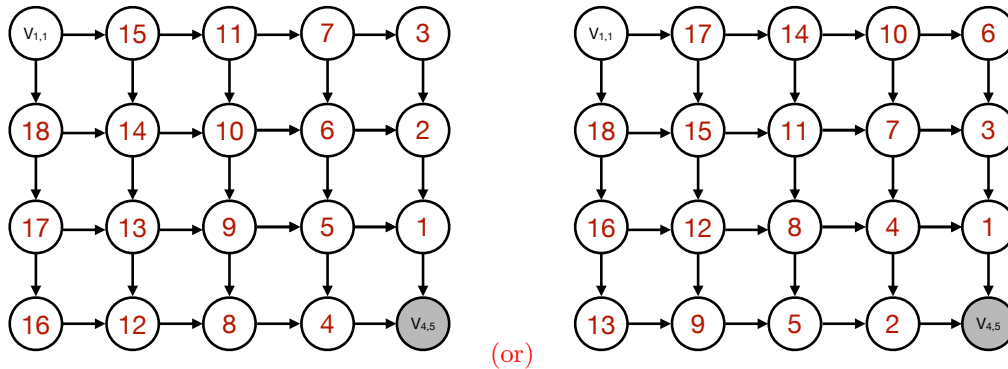 V1,1 15 11 7 3
18 14 10 6 2
17 13 9 5 1
16 12 8 4 V4,5
(or)
V1,1 17 14 10 6
18 15 11 7 3
16 12 8 4 1
13 9 5 2 V4,5